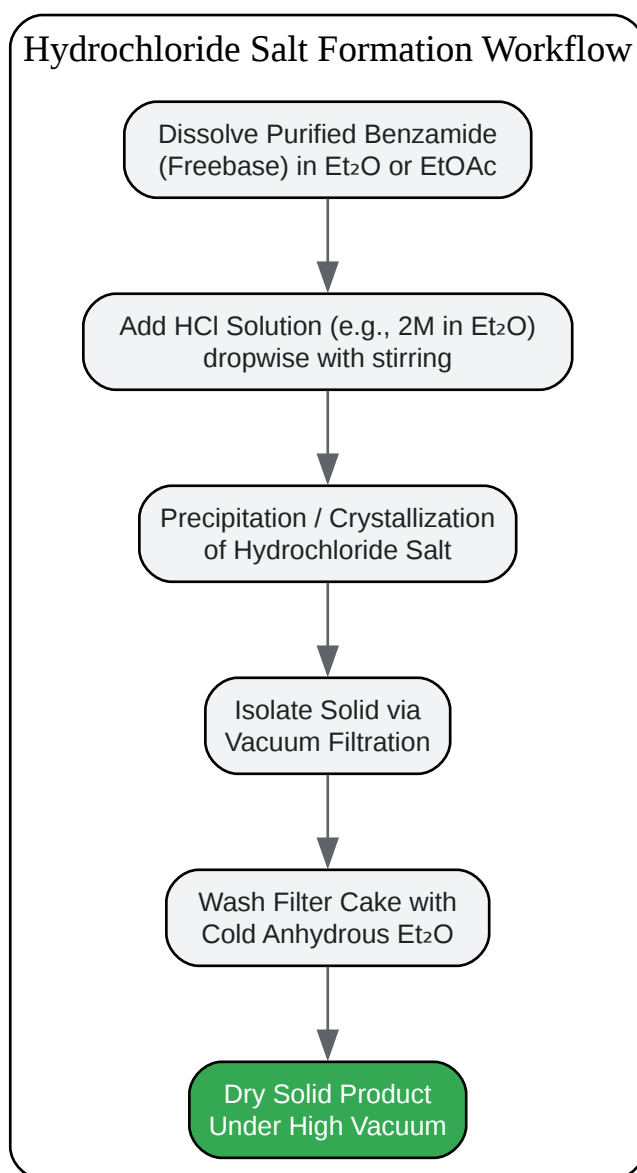 Hydrochloride Salt Formation Workflow
Dissolve Purified Benzamide
(Freebase) in Et₂O or EtOAc
Add HCl Solution (e.g., 2M in Et₂O)
dropwise with stirring
Precipitation / Crystallization
of Hydrochloride Salt
Isolate Solid via
Vacuum Filtration
Wash Filter Cake with
Cold Anhydrous Et₂O
Dry Solid Product
Under High Vacuum